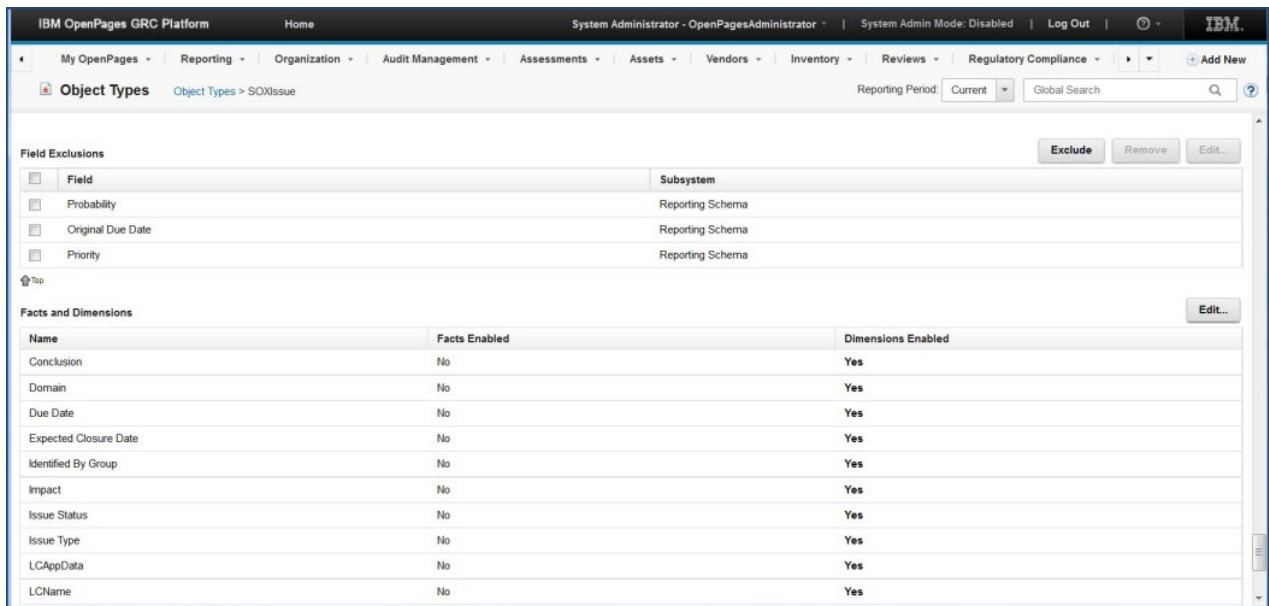 IBM OpenPages GRC Platform Home System Administrator - OpenPagesAdministrator | System Admin Mode: Disabled | Log Out | IBM.
My OpenPages Reporting Organization Audit Management Assessments Assets Vendors Inventory Reviews Regulatory Compliance Add New
Object Types Object Types > SOXIssue Reporting Period: Current Global Search
Field Exclusions Exclude Remove Edit...
Field Subsystem
Probability Reporting Schema
Original Due Date Reporting Schema
Priority Reporting Schema
Top
Facts and Dimensions Edit...
Name Facts Enabled Dimensions Enabled
Conclusion No Yes
Domain No Yes
Due Date No Yes
Expected Closure Date No Yes
Identified By Group No Yes
Impact No Yes
Issue Status No Yes
Issue Type No Yes
LCAppData No Yes
LCName No Yes